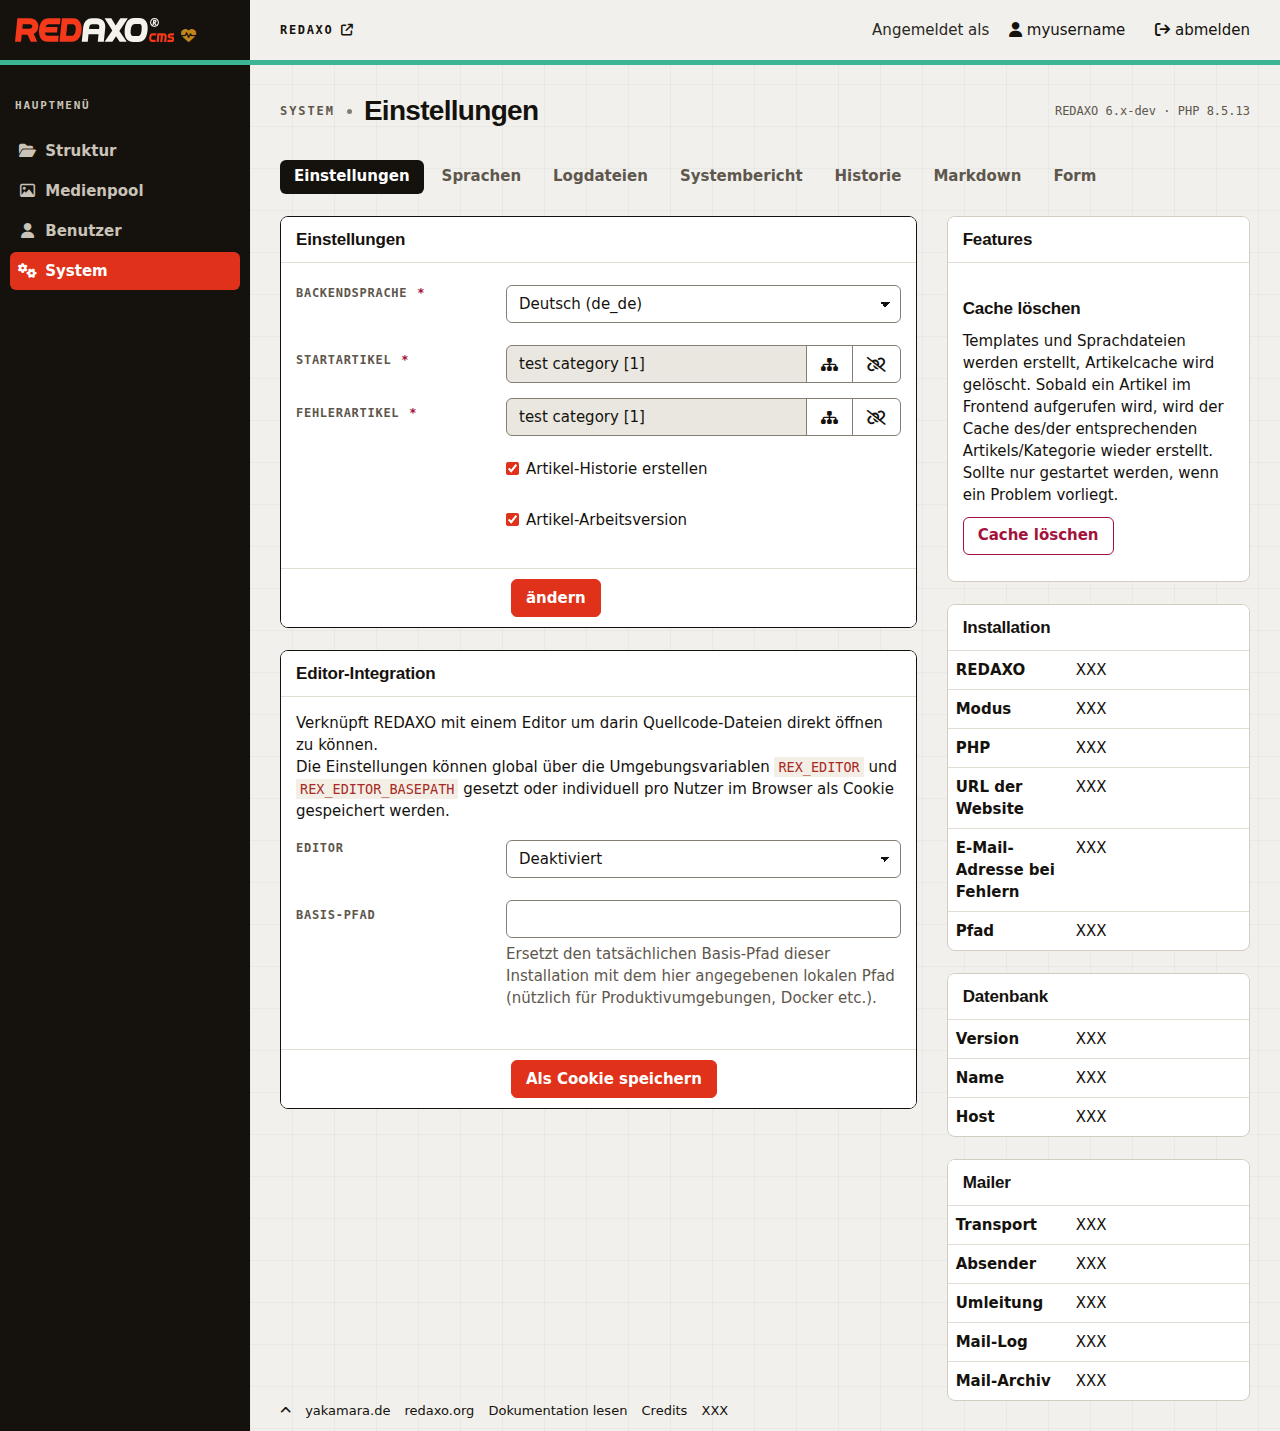 REDAXO® cms
REDAXO
Angemeldet als myusername abmelden
HAUPTMENÜ
Struktur
Medienpool
Benutzer
System
SYSTEM • Einstellungen
REDAXO 6.x-dev · PHP 8.5.13
Einstellungen Sprachen Logdateien Systembericht Historie Markdown Form
Einstellungen
BACKENDSPRACHE *
Deutsch (de_de)
STARTARTIKEL *
test category [1]
FEHLERARTIKEL *
test category [1]
Artikel-Historie erstellen
Artikel-Arbeitsversion
ändern
Editor-Integration
Verknüpft REDAXO mit einem Editor um darin Quellcode-Dateien direkt öffnen
zu können.
Die Einstellungen können global über die Umgebungsvariablen REX_EDITOR und
REX_EDITOR_BASEPATH gesetzt oder individuell pro Nutzer im Browser als Cookie
gespeichert werden.
EDITOR
Deaktiviert
BASIS-PFAD
Ersetzt den tatsächlichen Basis-Pfad dieser
Installation mit dem hier angegebenen lokalen Pfad
(nützlich für Produktivumgebungen, Docker etc.).
Als Cookie speichern
Features
Cache löschen
Templates und Sprachdateien
werden erstellt, Artikelcache wird
gelöscht. Sobald ein Artikel im
Frontend aufgerufen wird, wird der
Cache des/der entsprechenden
Artikels/Kategorie wieder erstellt.
Sollte nur gestartet werden, wenn
ein Problem vorliegt.
Cache löschen
Installation
REDAXO XXX
Modus XXX
PHP XXX
URL der XXX
Website
E-Mail- XXX
Adresse bei
Fehlern
Pfad XXX
Datenbank
Version XXX
Name XXX
Host XXX
Mailer
Transport XXX
Absender XXX
Umleitung XXX
Mail-Log XXX
Mail-Archiv XXX
yakamara.de redaxo.org Dokumentation lesen Credits XXX